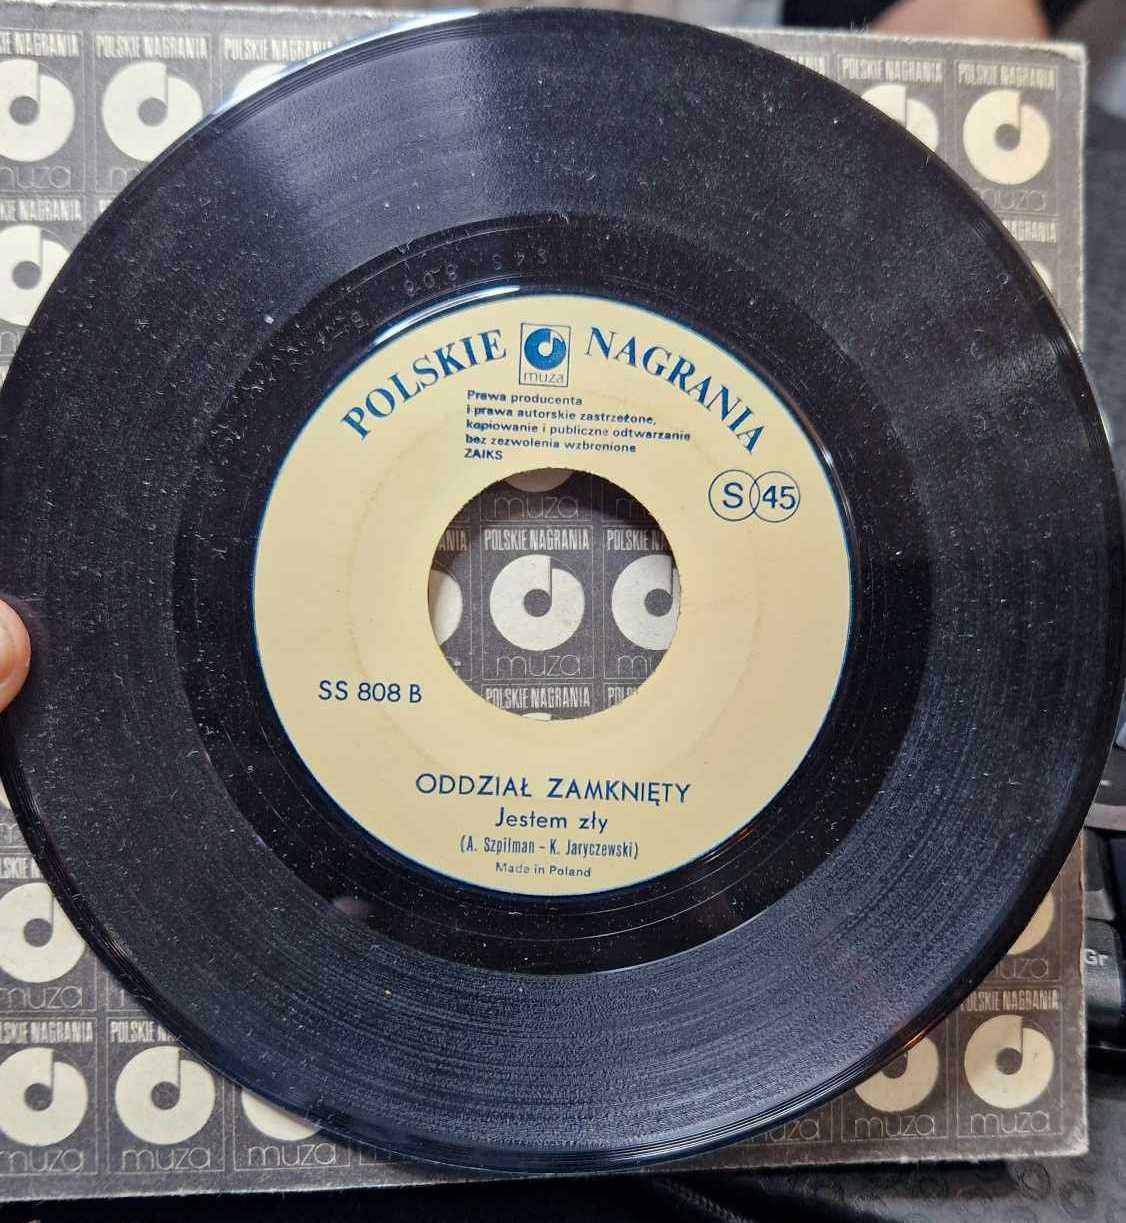 POLSKIE NAGRANIA
muza
Prawa producenta
i prawa autorskie zastrzeżone,
kopiowanie i publiczne odtwarzanie
bez zezwolenia wzbronione
ZAIKS
S 45
SS 808 B
ODDZIAŁ ZAMKNIĘTY
Jestem zły
(A. Szpilman - K. Jaryczewski)
Made in Poland
POLSKIE NAGRANIA
muza